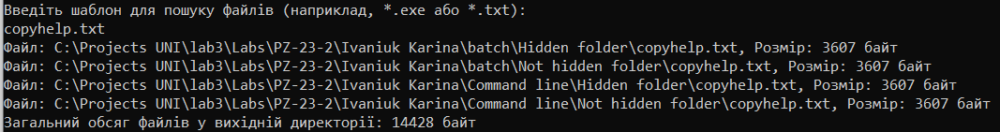 Введіть шаблон для пошуку файлів (наприклад, *.exe або *.txt):
copyhelp.txt
Файл: C:\Projects UNI\lab3\Labs\PZ-23-2\Ivaniuk Karina\batch\Hidden folder\copyhelp.txt, Розмір: 3607 байт
Файл: C:\Projects UNI\lab3\Labs\PZ-23-2\Ivaniuk Karina\batch\Not hidden folder\copyhelp.txt, Розмір: 3607 байт
Файл: C:\Projects UNI\lab3\Labs\PZ-23-2\Ivaniuk Karina\Command line\Hidden folder\copyhelp.txt, Розмір: 3607 байт
Файл: C:\Projects UNI\lab3\Labs\PZ-23-2\Ivaniuk Karina\Command line\Not hidden folder\copyhelp.txt, Розмір: 3607 байт
Загальний обсяг файлів у вихідній директорії: 14428 байт